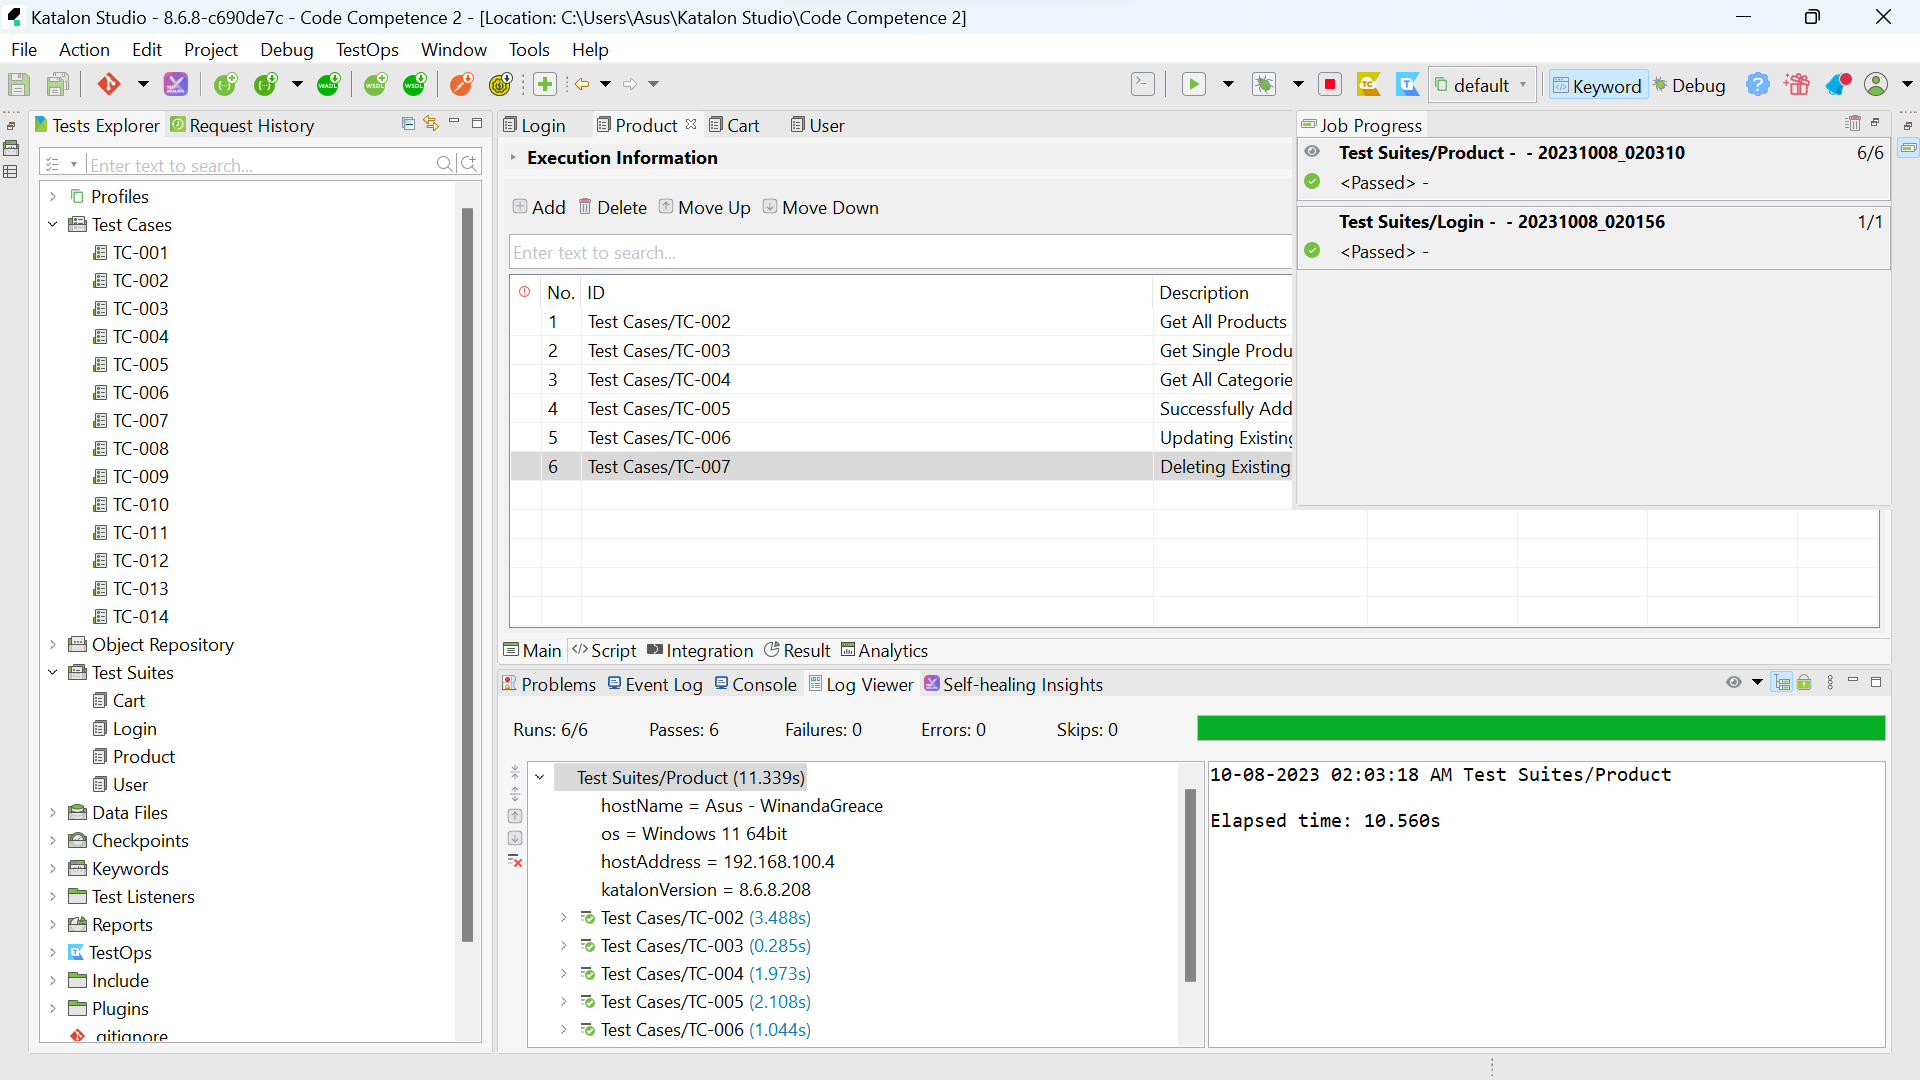 Katalon Studio - 8.6.8-c690de7c - Code Competence 2 - [Location: C:\Users\Asus\Katalon Studio\Code Competence 2]
File Action Edit Project Debug TestOps Window Tools Help
default Keyword Debug
Tests Explorer Request History
Enter text to search...
Profiles
Test Cases
TC-001
TC-002
TC-003
TC-004
TC-005
TC-006
TC-007
TC-008
TC-009
TC-010
TC-011
TC-012
TC-013
TC-014
Object Repository
Test Suites
Cart
Login
Product
User
Data Files
Checkpoints
Keywords
Test Listeners
Reports
TestOps
Include
Plugins
.gitignore
Login Product Cart User
Execution Information
Add Delete Move Up Move Down
Enter text to search...
No. ID Description
1 Test Cases/TC-002 Get All Products
2 Test Cases/TC-003 Get Single Produ
3 Test Cases/TC-004 Get All Categorie
4 Test Cases/TC-005 Successfully Add
5 Test Cases/TC-006 Updating Existing
6 Test Cases/TC-007 Deleting Existing
Job Progress
Test Suites/Product - - 20231008_020310 6/6
<Passed> -
Test Suites/Login - - 20231008_020156 1/1
<Passed> -
Main Script Integration Result Analytics
Problems Event Log Console Log Viewer Self-healing Insights
Runs: 6/6 Passes: 6 Failures: 0 Errors: 0 Skips: 0
Test Suites/Product (11.339s)
hostName = Asus - WinandaGreace
os = Windows 11 64bit
hostAddress = 192.168.100.4
katalonVersion = 8.6.8.208
Test Cases/TC-002 (3.488s)
Test Cases/TC-003 (0.285s)
Test Cases/TC-004 (1.973s)
Test Cases/TC-005 (2.108s)
Test Cases/TC-006 (1.044s)
10-08-2023 02:03:18 AM Test Suites/Product
Elapsed time: 10.560s